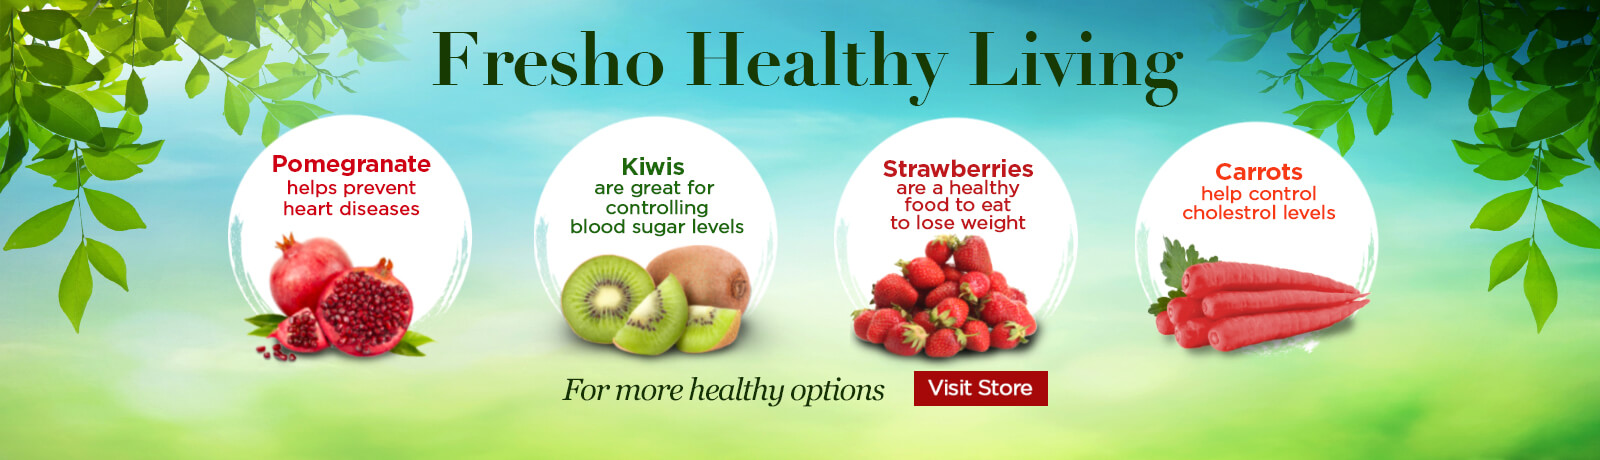 Fresho Healthy Living
Pomegranate
helps prevent
heart diseases
Kiwis
are great for
controlling
blood sugar levels
Strawberries
are a healthy
food to eat
to lose weight
Carrots
help control
cholestrol levels
For more healthy options
Visit Store